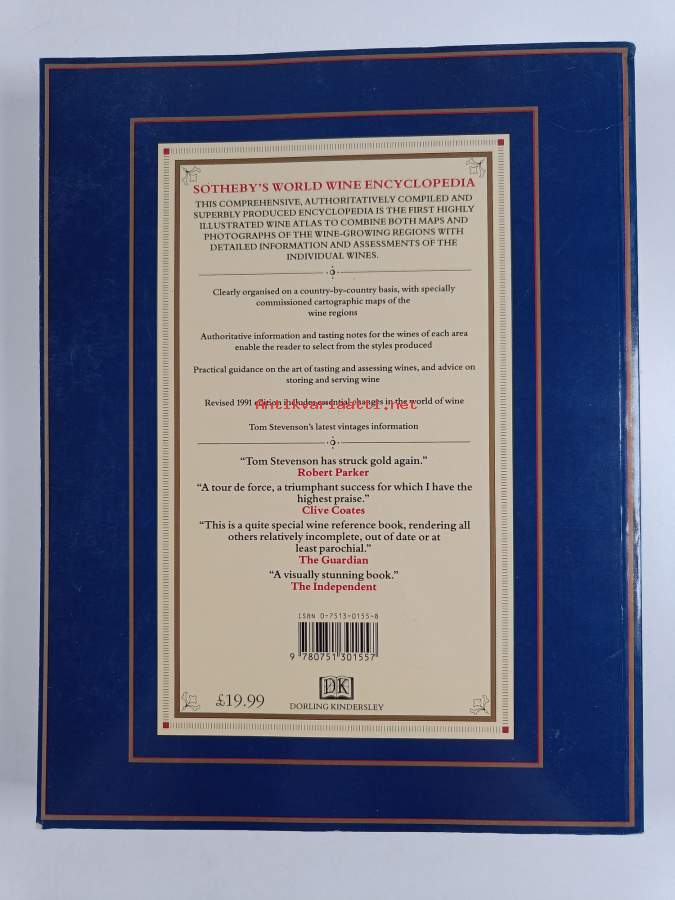 SOTHEBY'S WORLD WINE ENCYCLOPEDIA
THIS COMPREHENSIVE, AUTHORITATIVELY COMPILED AND
SUPERBLY PRODUCED ENCYCLOPEDIA IS THE FIRST HIGHLY
ILLUSTRATED WINE ATLAS TO COMBINE BOTH MAPS AND
PHOTOGRAPHS OF THE WINE-GROWING REGIONS WITH
DETAILED INFORMATION AND ASSESSMENTS OF THE
INDIVIDUAL WINES.
Clearly organised on a country-by-country basis, with specially
commissioned cartographic maps of the
wine regions
Authoritative information and tasting notes for the wines of each area
enable the reader to select from the styles produced
Practical guidance on the art of tasting and assessing wines, and advice on
storing and serving wine
Revised 1991 edition includes essential changes in the world of wine
Antikvariaatti.net
Tom Stevenson's latest vintages information
"Tom Stevenson has struck gold again."
Robert Parker
"A tour de force, a triumphant success for which I have the
highest praise."
Clive Coates
"This is a quite special wine reference book, rendering all
others relatively incomplete, out of date or at
least parochial."
The Guardian
"A visually stunning book."
The Independent
ISBN 0-7513-0155-8
9 780751 301557
DK
£19.99
DORLING KINDERSLEY